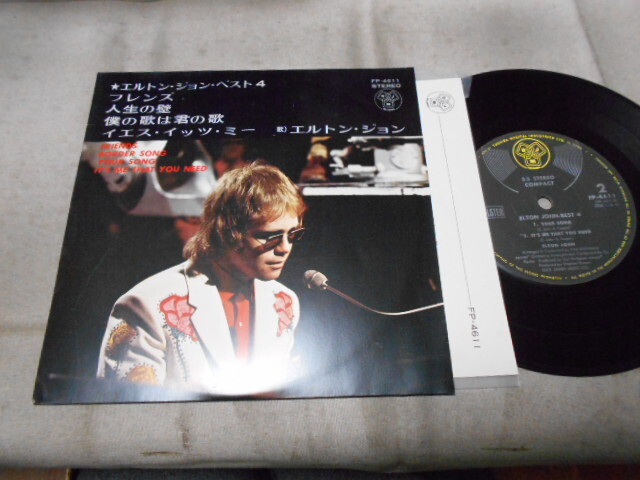 ★エルトン・ジョン・ベスト4
フレンズ
人生の壁
僕の歌は君の歌
イエス・イッツ・ミー
歌)エルトン・ジョン
FRIENDS
BORDER SONG
YOUR SONG
IT'S ME THAT YOU NEED
FP-4611
STEREO
FP-4611
33 STEREO
COMPACT
2
FP-4611
ELTON JOHN/BEST 4
1. YOUR SONG
2. IT'S ME THAT YOU NEED
ELTON JOHN